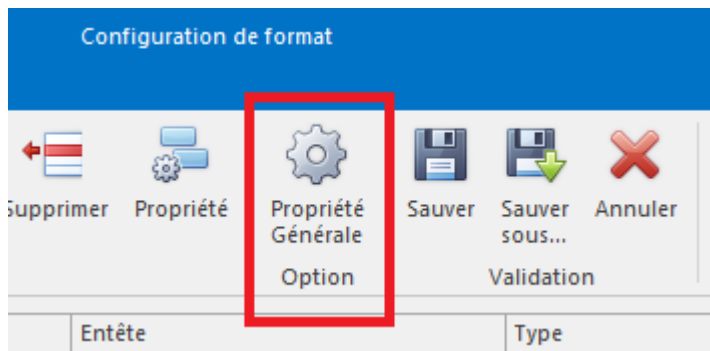 Configuration de format
Supprimer Propriété Propriété Sauver Sauver Annuler
Générale sous...
Option Validation
Entête Type